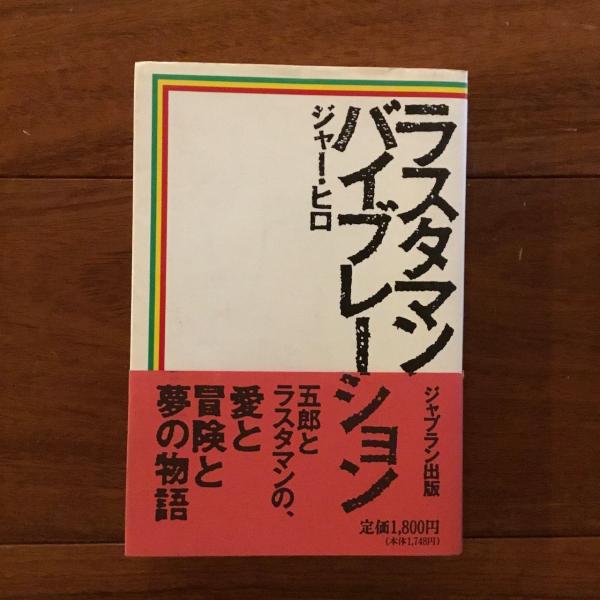 ラスタマン
バイブレーション
ジャー・ヒロ
ジャブラン出版
五郎と
ラスタマンの、
愛と
冒険と
夢の物語
定価1,800円
（本体1,748円）